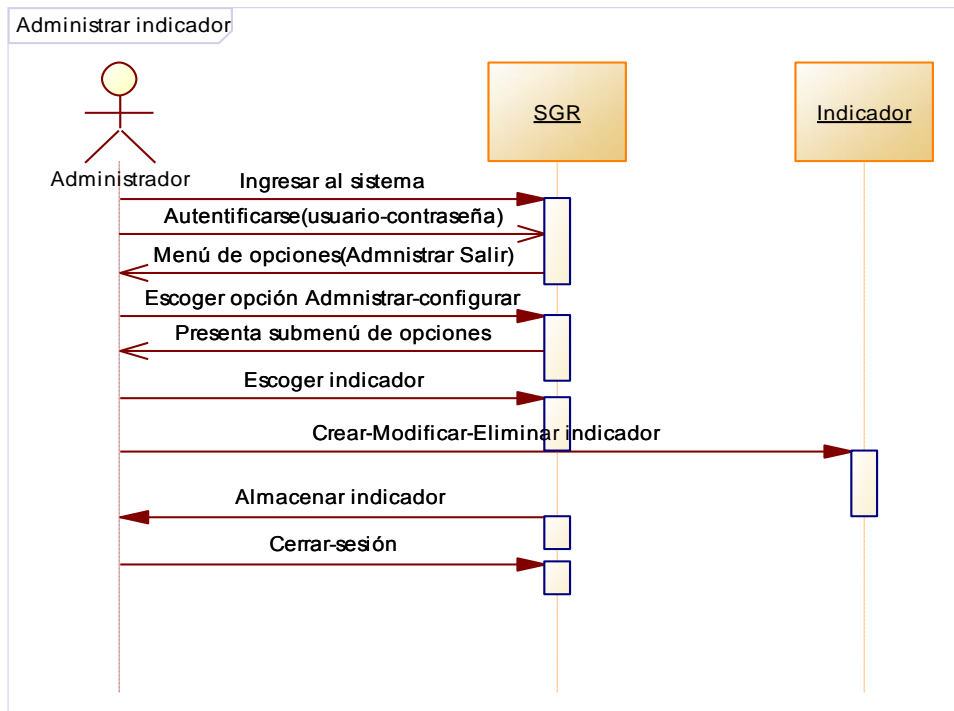 Administrar indicador
SGR
Indicador
Administrador
Ingresar al sistema
Autentificarse(usuario-contraseña)
Menú de opciones(Admnistrar Salir)
Escoger opción Admnistrar-configurar
Presenta submenú de opciones
Escoger indicador
Crear-Modificar-Eliminar indicador
Almacenar indicador
Cerrar-sesión